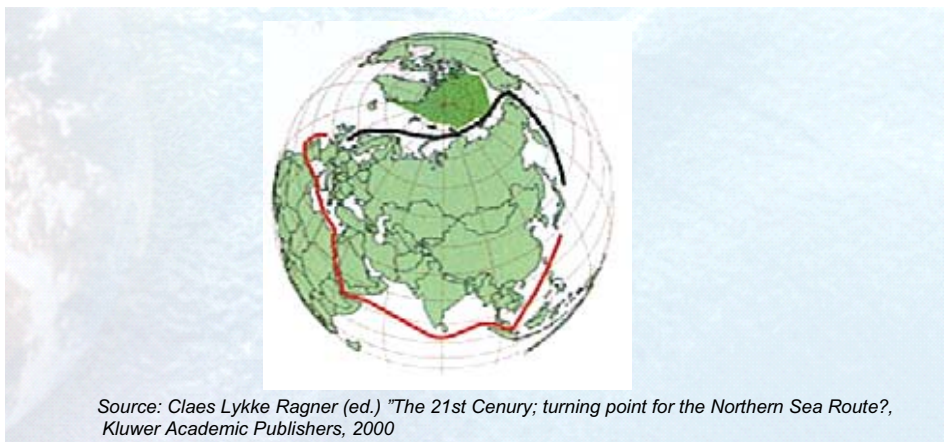 Source: Claes Lykke Ragner (ed.) ”The 21st Cenury; turning point for the Northern Sea Route?,
Kluwer Academic Publishers, 2000